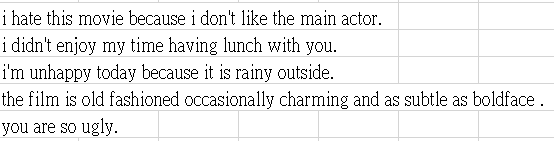 i hate this movie because i don't like the main actor.
i didn't enjoy my time having lunch with you.
i'm unhappy today because it is rainy outside.
the film is old fashioned occasionally charming and as subtle as boldface .
you are so ugly.